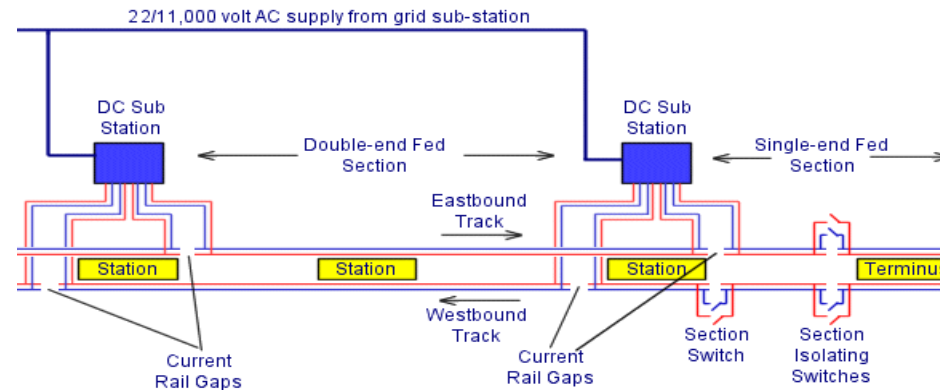 22/11,000 volt AC supply from grid sub-station
DC Sub
Station
Double-end Fed
Section
DC Sub
Station
Single-end Fed
Section
Eastbound
Track
Station
Station
Station
Terminus
Westbound
Track
Current
Rail Gaps
Current
Rail Gaps
Section
Switch
Section
Isolating
Switches